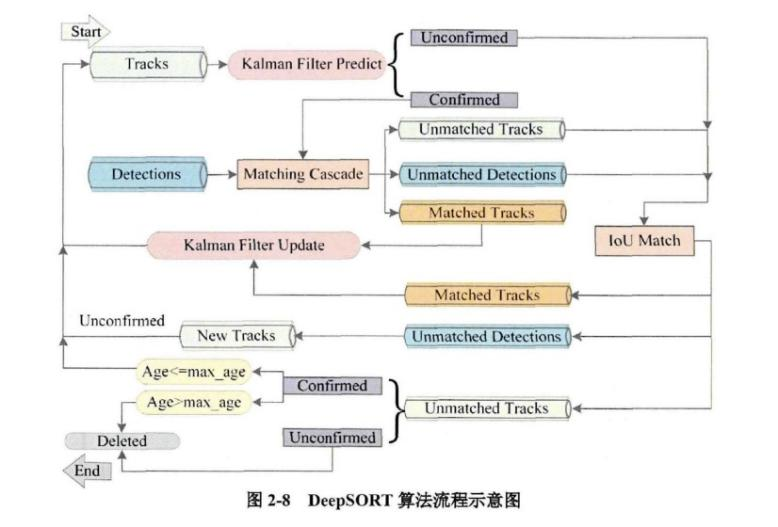 Start
Tracks
Kalman Filter Predict
Unconfirmed
Confirmed
Unmatched Tracks
Detections
Matching Cascade
Unmatched Detections
Matched Tracks
Kalman Filter Update
IoU Match
Matched Tracks
Unconfirmed
New Tracks
Unmatched Detections
Age<=max_age
Confirmed
Age>max_age
Unmatched Tracks
Unconfirmed
Deleted
End
图 2-8 DeepSORT 算法流程示意图